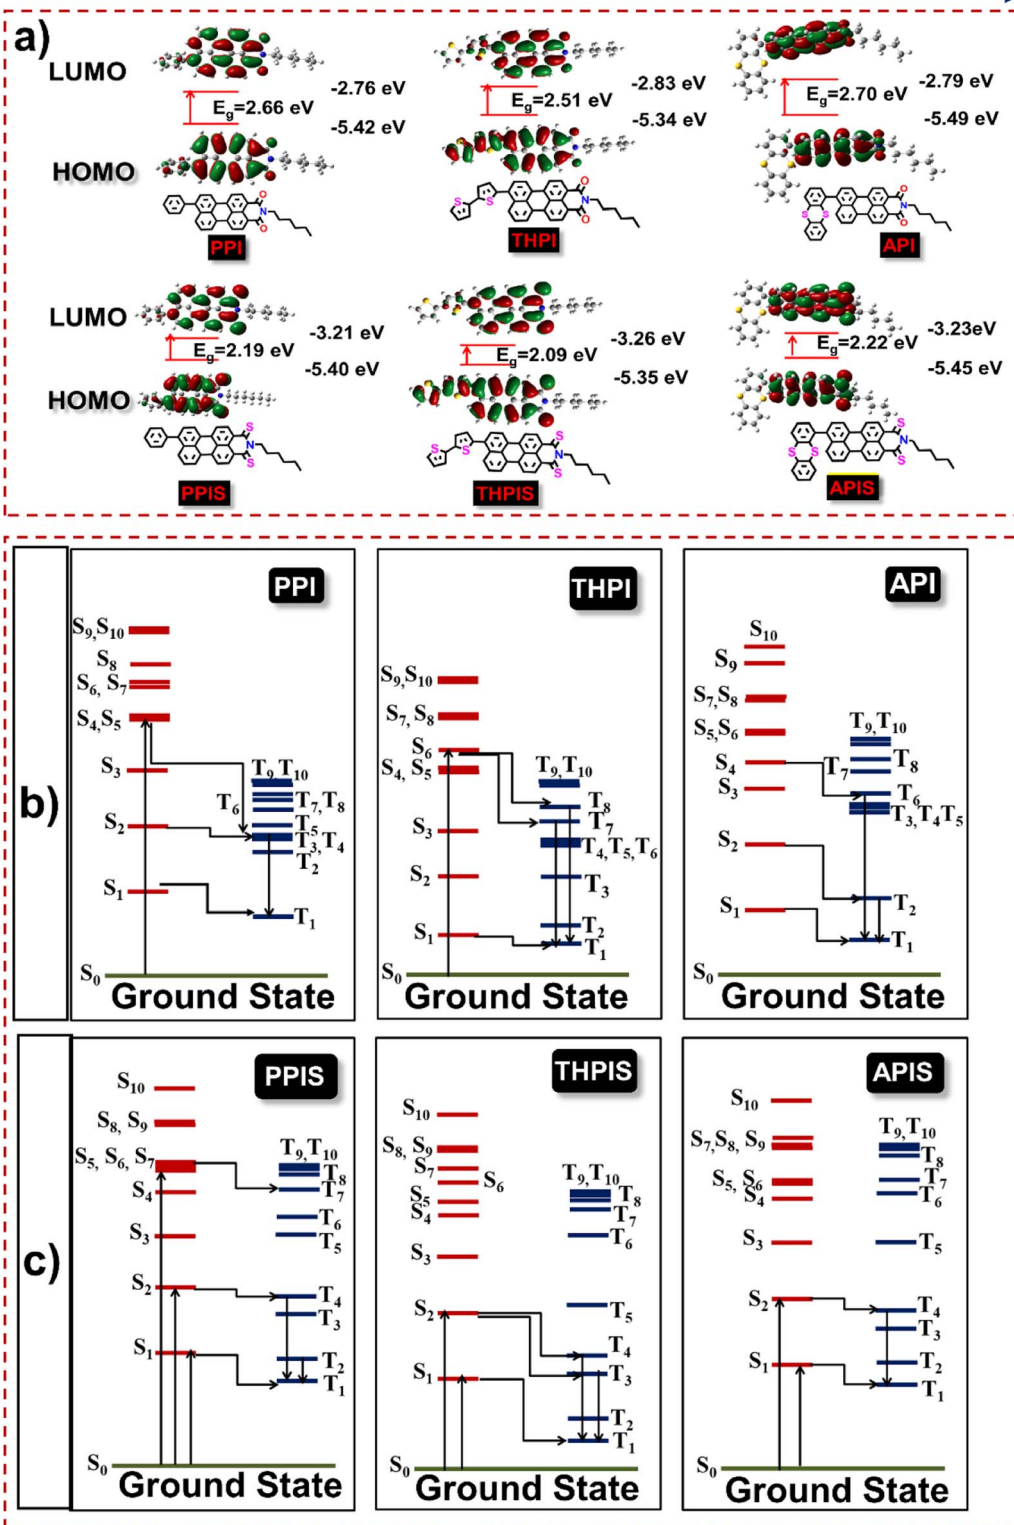 a)
LUMO
-2.76 eV
Eg=2.66 eV
-5.42 eV
HOMO
O
N
O
PPI
-2.83 eV
Eg=2.51 eV
-5.34 eV
S
S
O
N
O
THPI
-2.79 eV
Eg=2.70 eV
-5.49 eV
S
S
O
N
O
API
LUMO
-3.21 eV
Eg=2.19 eV
-5.40 eV
HOMO
S
N
S
PPIS
-3.26 eV
Eg=2.09 eV
-5.35 eV
S
S
S
N
S
THPIS
-3.23eV
Eg=2.22 eV
-5.45 eV
S
S
S
N
S
APIS
b)
PPI
S9,S10
S8
S6, S7
S4,S5
S3
S2
S1
S0
T9,T10
T6
T7,T8
T5
T3,T4
T2
T1
Ground State
THPI
S9,S10
S7, S8
S6
S4, S5
S3
S2
S1
S0
T9,T10
T8
T7
T4,T5,T6
T3
T2
T1
Ground State
API
S10
S9
S7,S8
S5,S6
S4
S3
S2
S1
S0
T9,T10
T7
T8
T6
T3,T4T5
T2
T1
Ground State
c)
PPIS
S10
S8, S9
S5, S6, S7
S4
S3
S2
S1
S0
T9,T10
T8
T7
T6
T5
T4
T3
T2
T1
Ground State
THPIS
S10
S8, S9
S7
S6
S5
S4
S3
S2
S1
S0
T9,T10
T8
T7
T6
T5
T4
T3
T2
T1
Ground State
APIS
S10
S7,S8, S9
S5, S6
S4
S3
S2
S1
S0
T9,T10
T8
T7
T6
T5
T4
T3
T2
T1
Ground State